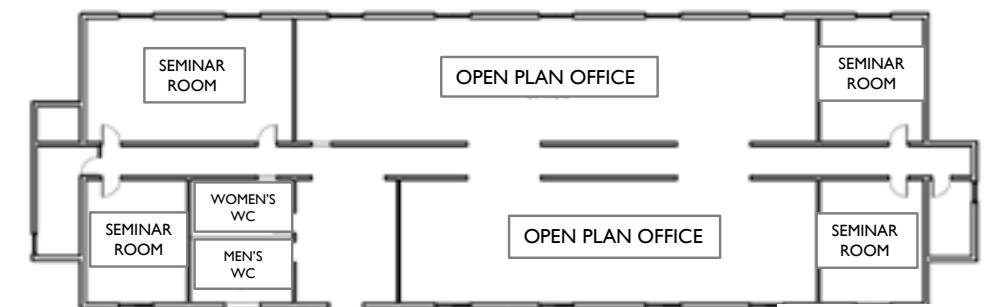 SEMINAR
ROOM
OPEN PLAN OFFICE
SEMINAR
ROOM
WOMEN'S
WC
SEMINAR
ROOM
MEN'S
WC
OPEN PLAN OFFICE
SEMINAR
ROOM